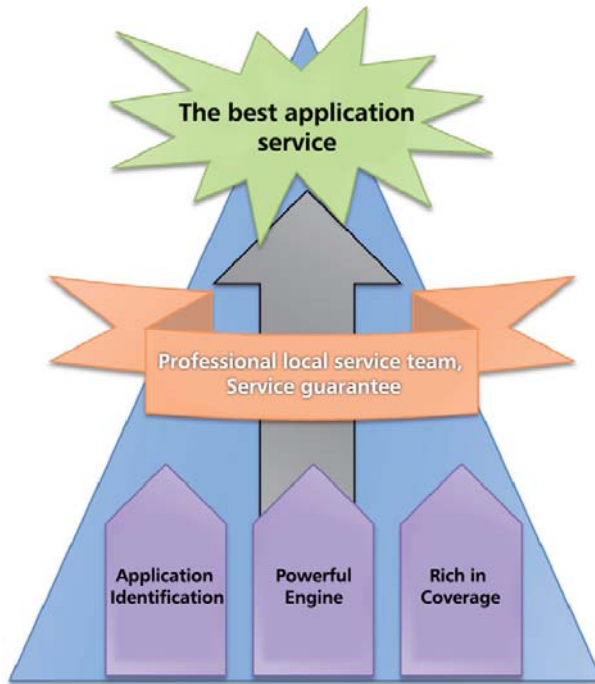 The best application
service
Professional local service team,
Service guarantee
Application
Identification
Powerful
Engine
Rich in
Coverage